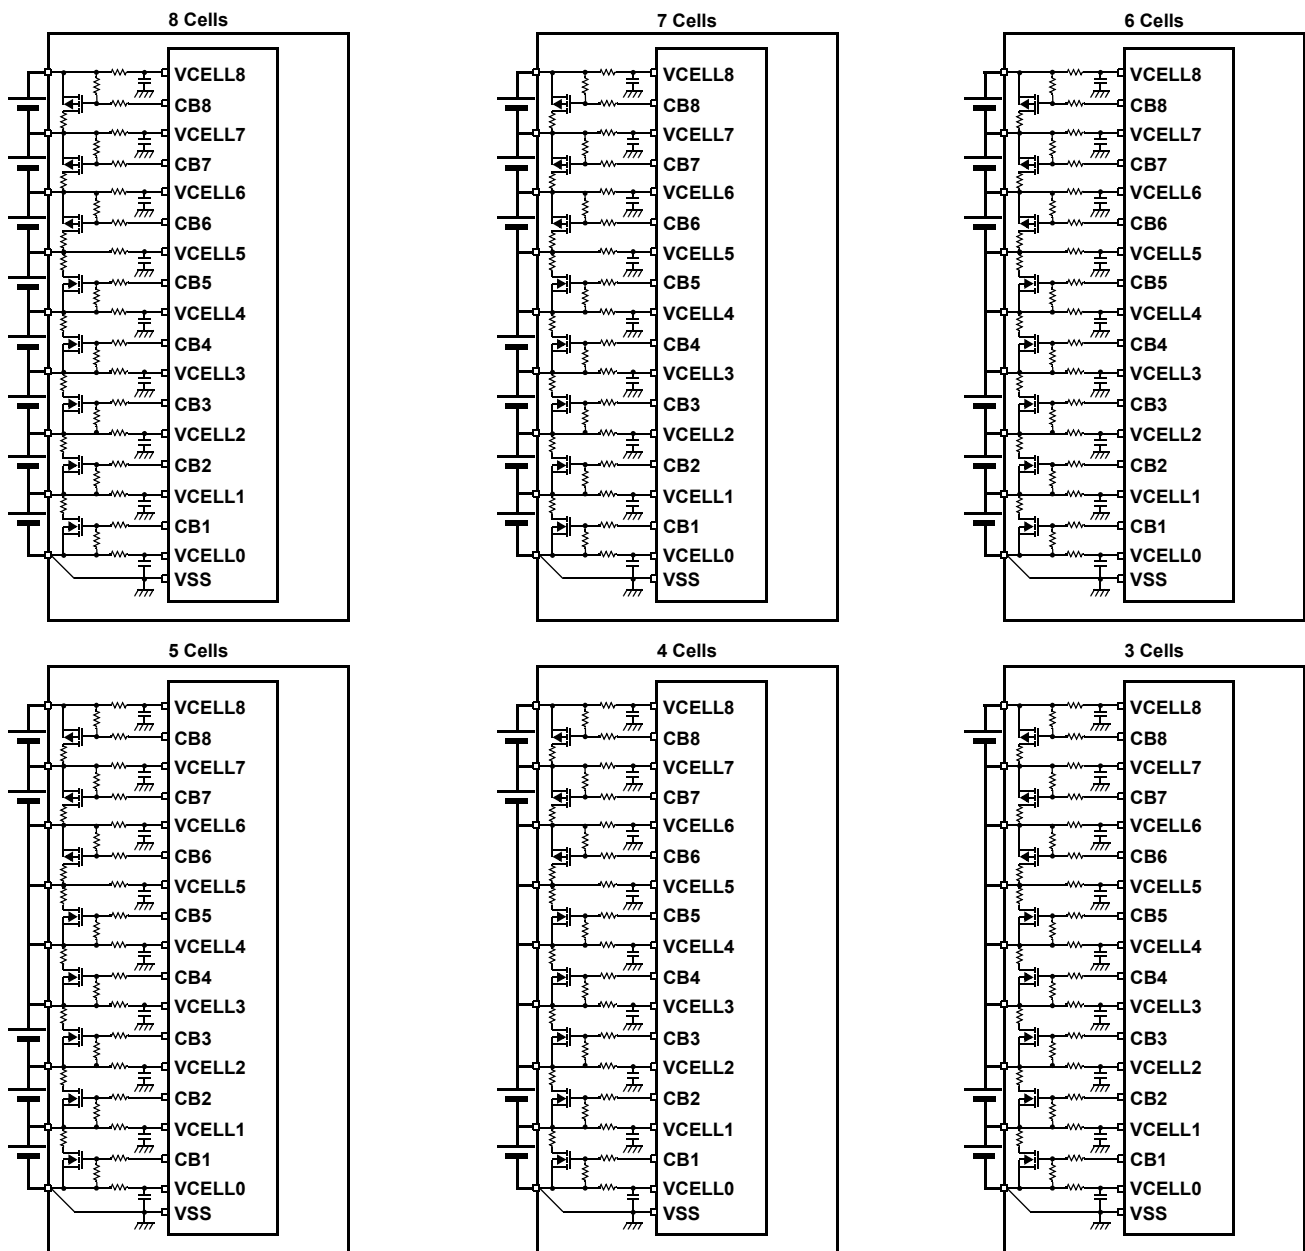 8 Cells
VCELL8
CB8
VCELL7
CB7
VCELL6
CB6
VCELL5
CB5
VCELL4
CB4
VCELL3
CB3
VCELL2
CB2
VCELL1
CB1
VCELL0
VSS
7 Cells
VCELL8
CB8
VCELL7
CB7
VCELL6
CB6
VCELL5
CB5
VCELL4
CB4
VCELL3
CB3
VCELL2
CB2
VCELL1
CB1
VCELL0
VSS
6 Cells
VCELL8
CB8
VCELL7
CB7
VCELL6
CB6
VCELL5
CB5
VCELL4
CB4
VCELL3
CB3
VCELL2
CB2
VCELL1
CB1
VCELL0
VSS
5 Cells
VCELL8
CB8
VCELL7
CB7
VCELL6
CB6
VCELL5
CB5
VCELL4
CB4
VCELL3
CB3
VCELL2
CB2
VCELL1
CB1
VCELL0
VSS
4 Cells
VCELL8
CB8
VCELL7
CB7
VCELL6
CB6
VCELL5
CB5
VCELL4
CB4
VCELL3
CB3
VCELL2
CB2
VCELL1
CB1
VCELL0
VSS
3 Cells
VCELL8
CB8
VCELL7
CB7
VCELL6
CB6
VCELL5
CB5
VCELL4
CB4
VCELL3
CB3
VCELL2
CB2
VCELL1
CB1
VCELL0
VSS